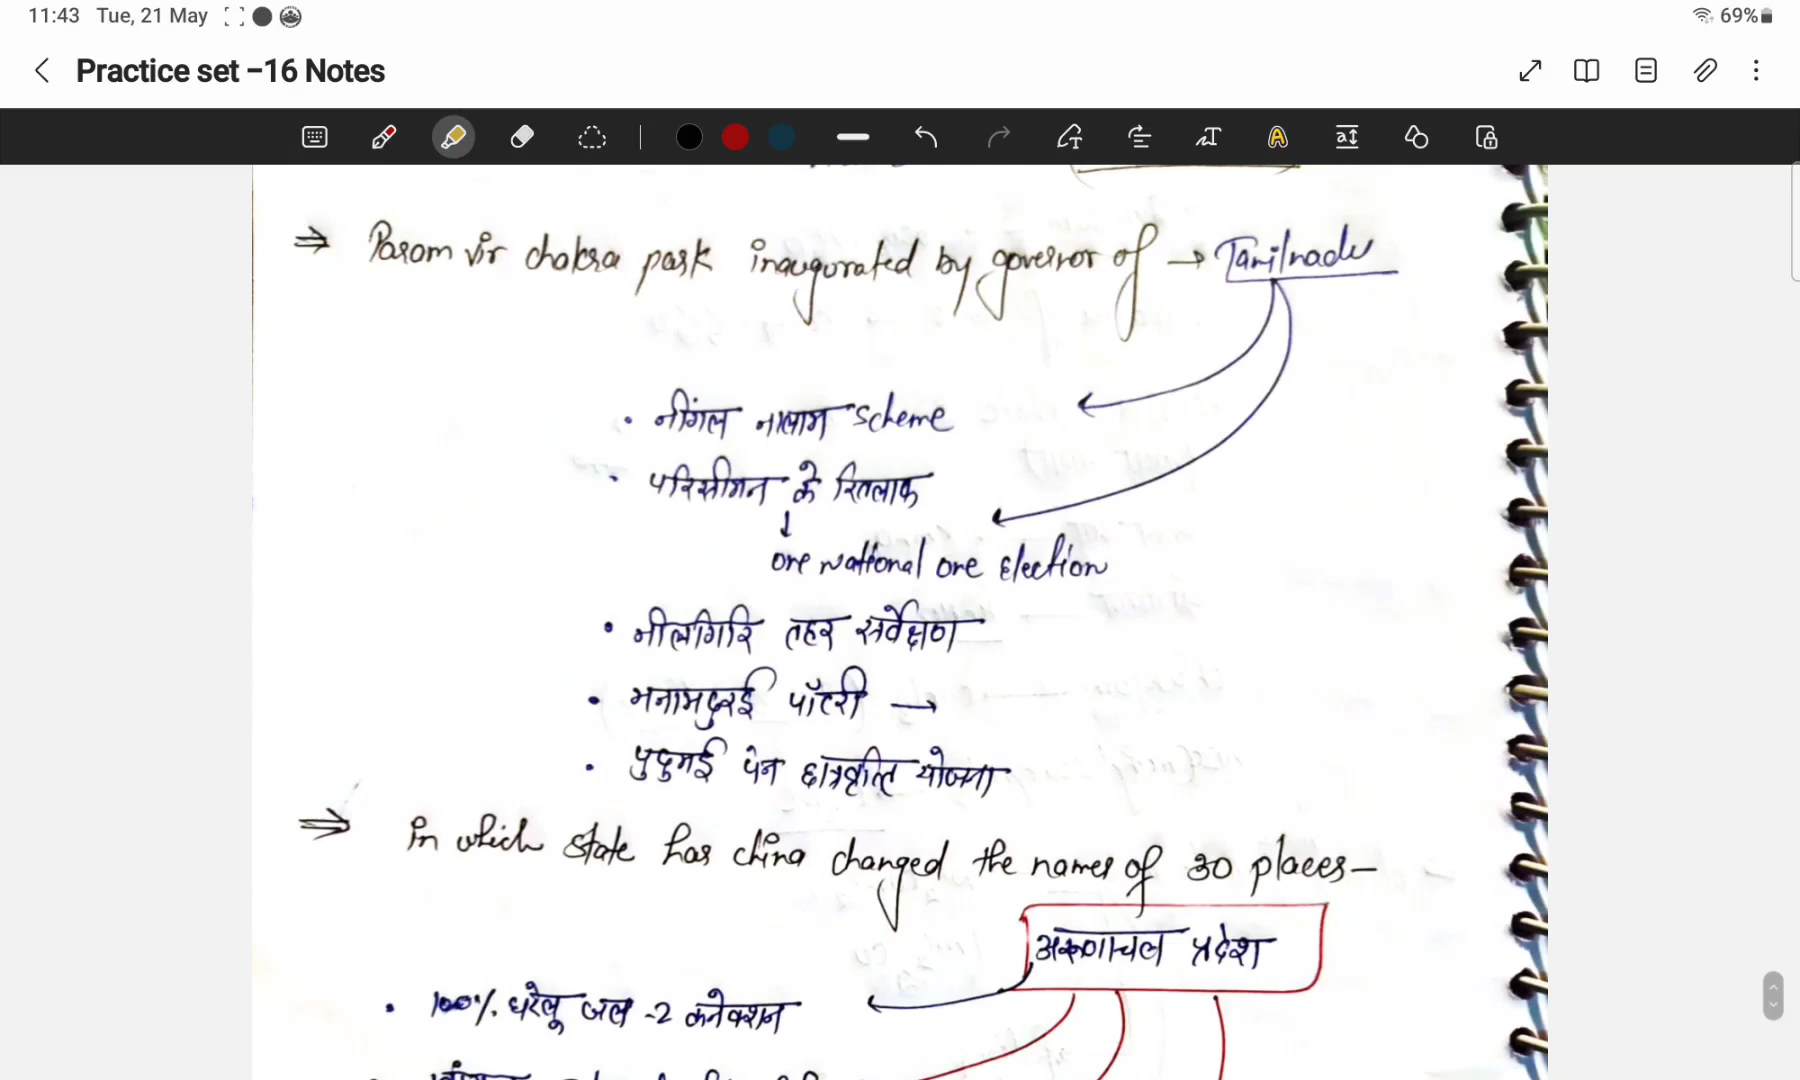 11:43 Tue, 21 May 69%
Practice set –16 Notes
⇒ Param vir chakra park inaugurated by governor of → Tamilnadu
• नींगल नालाम scheme
• परिसीमन के खिलाफ
↓
one national one election
• नीलगिरि तहर सर्वेक्षण
• मनामदुरई पॉटरी →
• पुदुमई पेन छात्रवृत्ति योजना
⇒ in which state has china changed the names of 30 places–
अरुणाचल प्रदेश
• 100% घरेलू जल -2 कनेक्शन